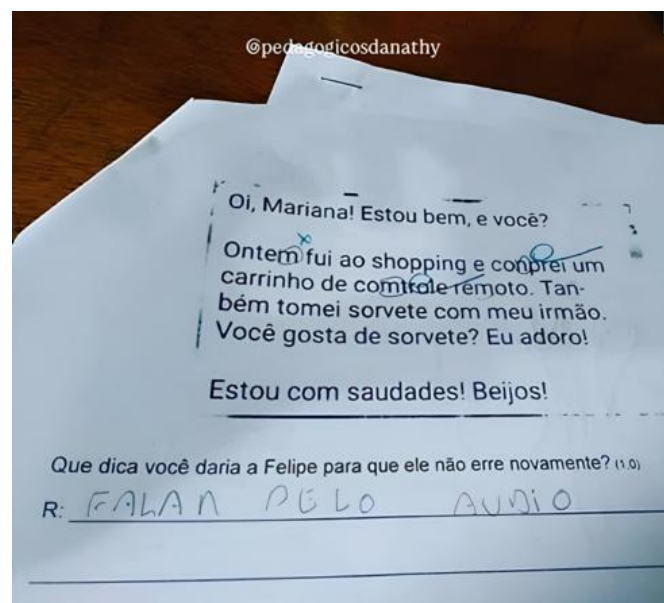 @pedagogicosdanathy
Oi, Mariana! Estou bem, e você?
Ontem fui ao shopping e conprei um
carrinho de comtrole remoto. Tan-
bém tomei sorvete com meu irmão.
Você gosta de sorvete? Eu adoro!
Estou com saudades! Beijos!
Que dica você daria a Felipe para que ele não erre novamente? (1,0)
R: FALAR PELO AUDIO